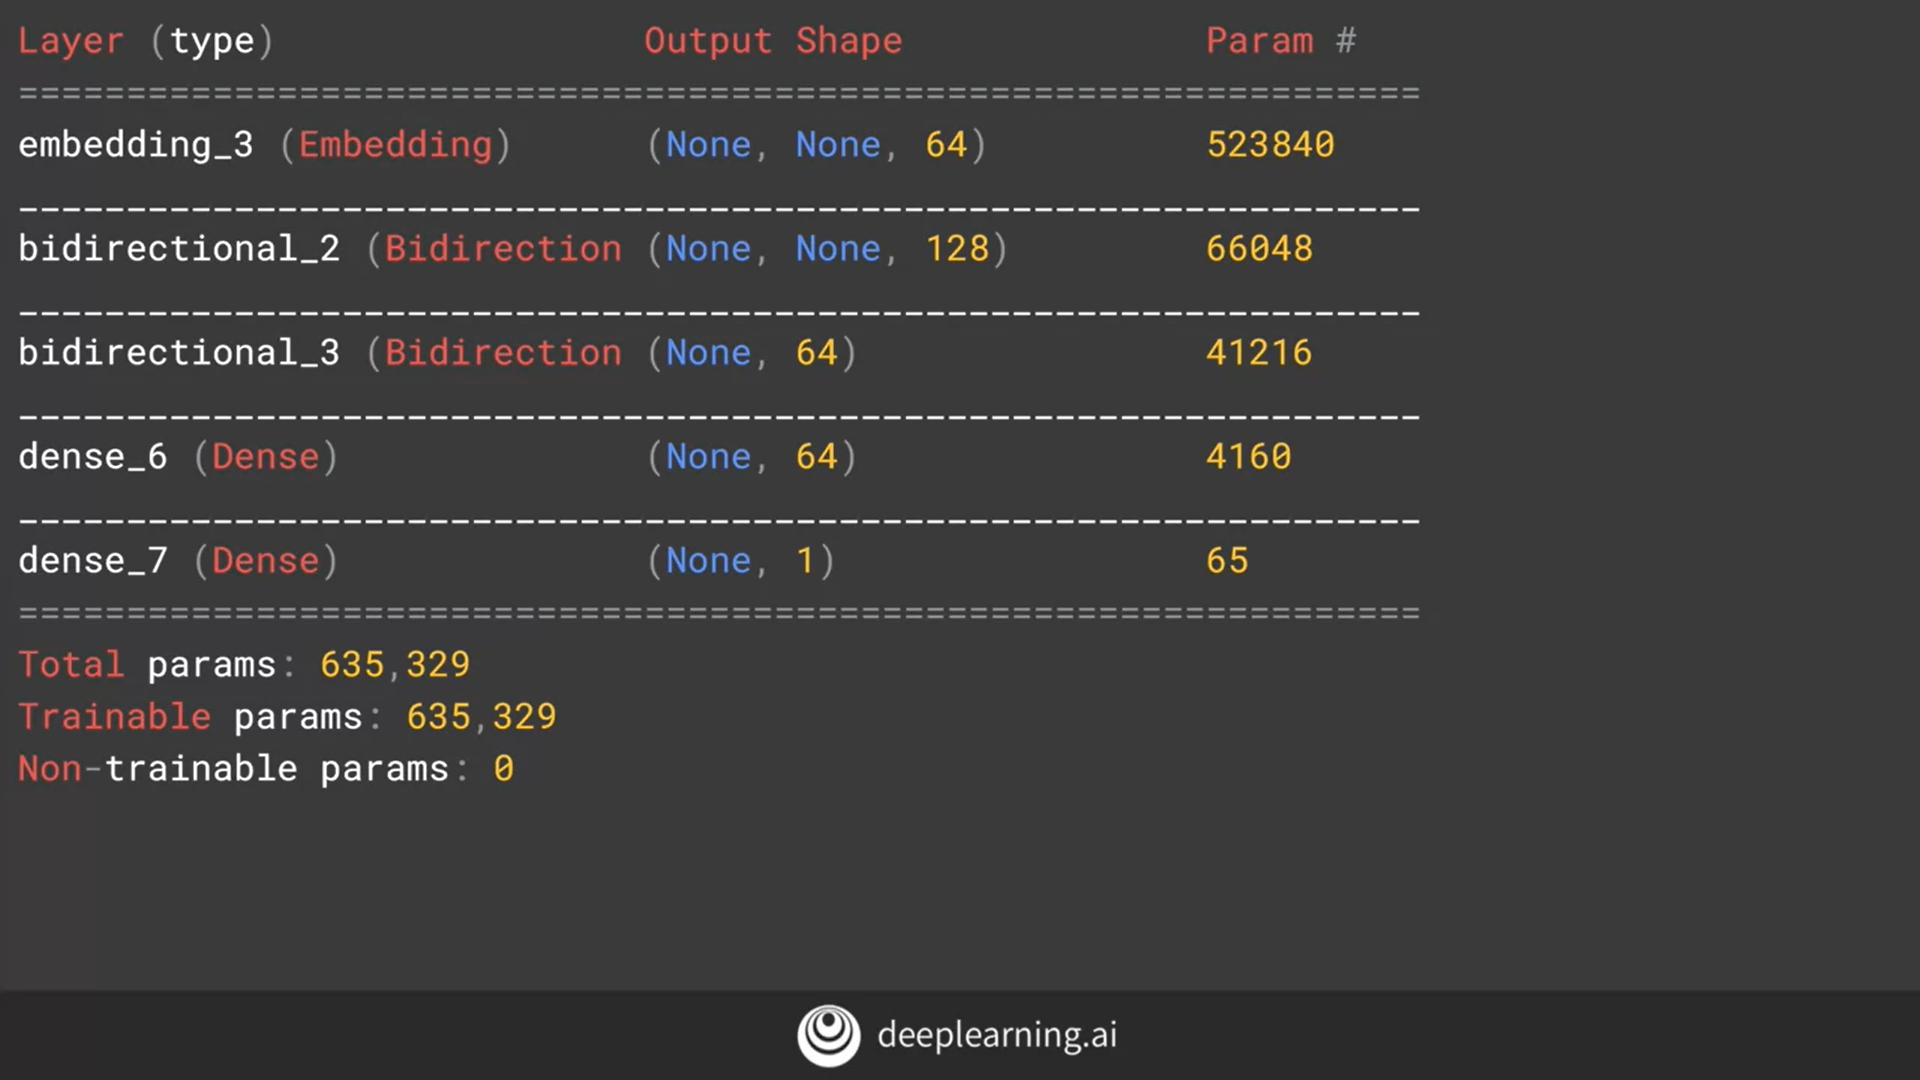 Layer (type) Output Shape Param #
=================================================================
embedding_3 (Embedding) (None, None, 64) 523840
_________________________________________________________________
bidirectional_2 (Bidirection (None, None, 128) 66048
_________________________________________________________________
bidirectional_3 (Bidirection (None, 64) 41216
_________________________________________________________________
dense_6 (Dense) (None, 64) 4160
_________________________________________________________________
dense_7 (Dense) (None, 1) 65
=================================================================
Total params: 635,329
Trainable params: 635,329
Non-trainable params: 0
deeplearning.ai